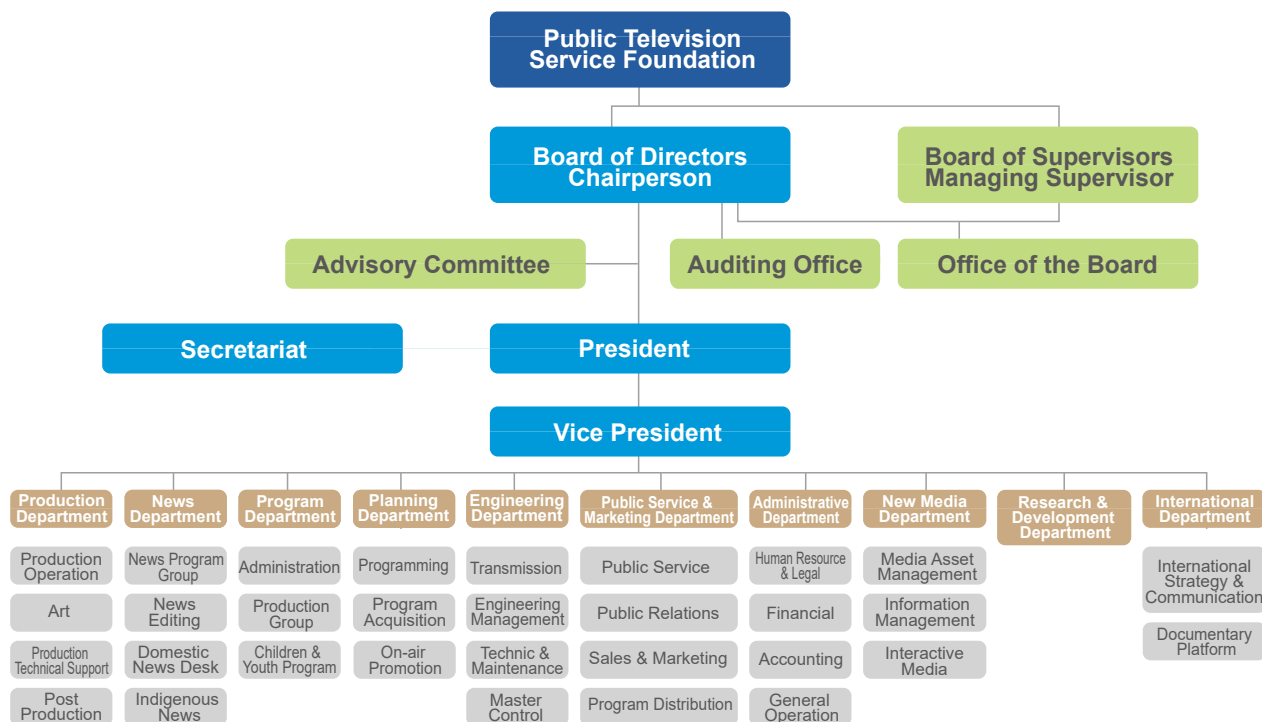 Public Television
Service Foundation
Board of Directors
Chairperson
Board of Supervisors
Managing Supervisor
Advisory Committee
Auditing Office
Office of the Board
Secretariat
President
Vice President
Production
Department
News
Department
Program
Department
Planning
Department
Engineering
Department
Public Service &
Marketing Department
Administrative
Department
New Media
Department
Research &
Development
Department
International
Department
Production
Operation
Art
Production
Technical Support
Post
Production
News Program
Group
News
Editing
Domestic
News Desk
Indigenous
News
Administration
Production
Group
Children &
Youth Program
Programming
Program
Acquisition
On-air
Promotion
Transmission
Engineering
Management
Technic &
Maintenance
Master
Control
Public Service
Public Relations
Sales & Marketing
Program Distribution
Human Resource
& Legal
Financial
Accounting
General
Operation
Media Asset
Management
Information
Management
Interactive
Media
International
Strategy &
Communication
Documentary
Platform